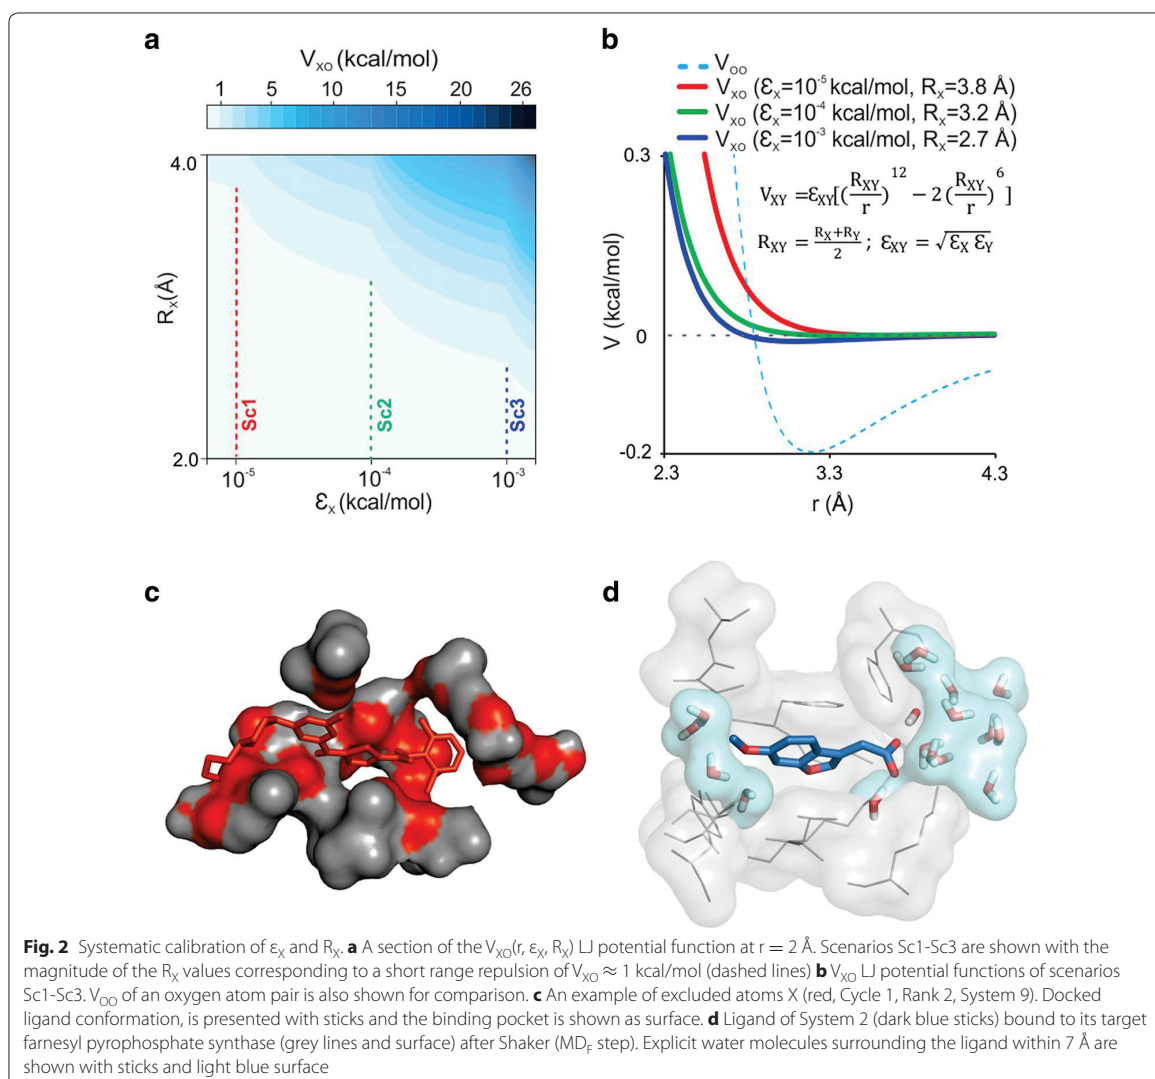 a
V_XO (kcal/mol)
1 5 10 15 20 26
4.0
R_X(Å)
2.0
Sc1
Sc2
Sc3
10^-5 10^-4 10^-3
Ɛ_x (kcal/mol)
b
V_OO
V_XO (Ɛ_X=10^-5 kcal/mol, R_X=3.8 Å)
V_XO (Ɛ_X=10^-4 kcal/mol, R_X=3.2 Å)
V_XO (Ɛ_X=10^-3 kcal/mol, R_X=2.7 Å)
V_XY =Ɛ_XY[(R_XY/r)^12 − 2(R_XY/r)^6]
R_XY = (R_X+R_Y)/2 ; Ɛ_XY = √(Ɛ_X Ɛ_Y)
0.3
V (kcal/mol)
0
-0.2
2.3 3.3 4.3
r (Å)
c
d
Fig. 2 Systematic calibration of ε_X and R_X. a A section of the V_XO(r, ε_X, R_X) LJ potential function at r = 2 Å. Scenarios Sc1-Sc3 are shown with the
magnitude of the R_X values corresponding to a short range repulsion of V_XO ≈ 1 kcal/mol (dashed lines) b V_XO LJ potential functions of scenarios
Sc1-Sc3. V_OO of an oxygen atom pair is also shown for comparison. c An example of excluded atoms X (red, Cycle 1, Rank 2, System 9). Docked
ligand conformation, is presented with sticks and the binding pocket is shown as surface. d Ligand of System 2 (dark blue sticks) bound to its target
farnesyl pyrophosphate synthase (grey lines and surface) after Shaker (MD_F step). Explicit water molecules surrounding the ligand within 7 Å are
shown with sticks and light blue surface